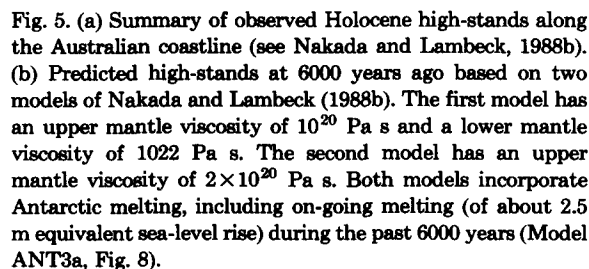 Fig. 5. (a) Summary of observed Holocene high-stands along
the Australian coastline (see Nakada and Lambeck, 1988b).
(b) Predicted high-stands at 6000 years ago based on two
models of Nakada and Lambeck (1988b). The first model has
an upper mantle viscosity of 10²⁰ Pa s and a lower mantle
viscosity of 1022 Pa s. The second model has an upper
mantle viscosity of 2×10²⁰ Pa s. Both models incorporate
Antarctic melting, including on-going melting (of about 2.5
m equivalent sea-level rise) during the past 6000 years (Model
ANT3a, Fig. 8).